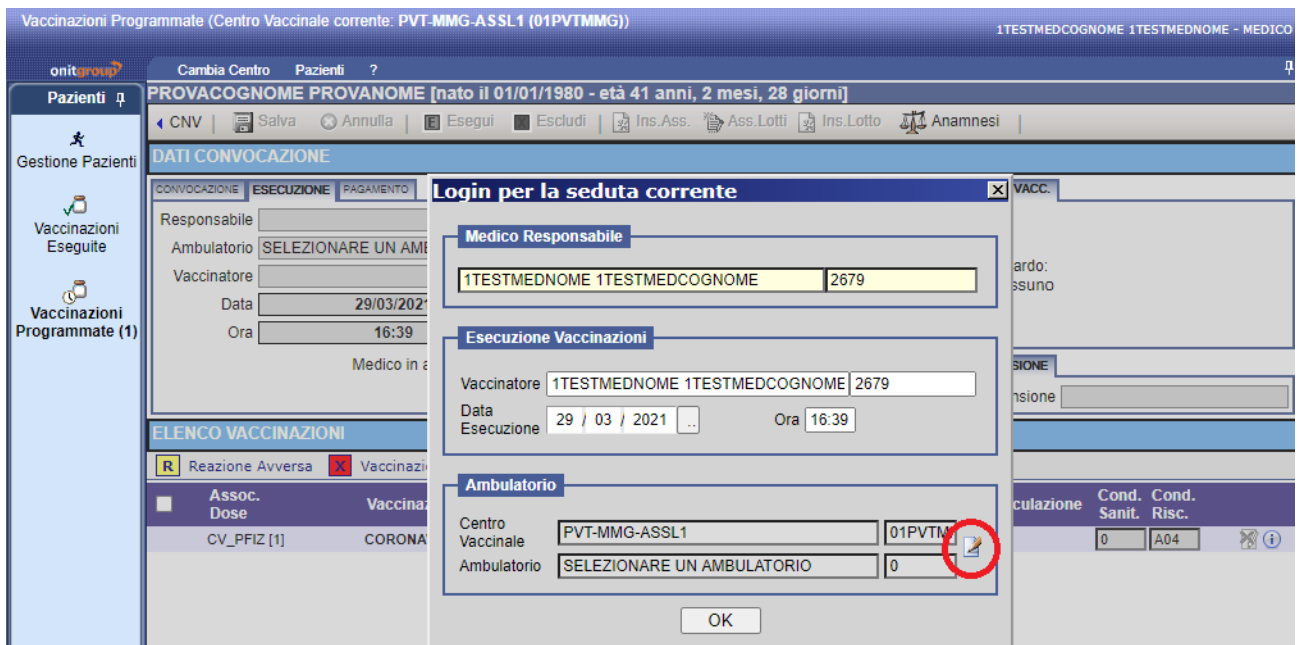 Vaccinazioni Programmate (Centro Vaccinale corrente: PVT-MMG-ASSL1 (01PVTMMG))
1TESTMEDCOGNOME 1TESTMEDNOME - MEDICO
onitgroup
Cambia Centro Pazienti ?
Pazienti
PROVACOGNOME PROVANOME [nato il 01/01/1980 - età 41 anni, 2 mesi, 28 giorni]
CNV | Salva Annulla | E Esegui Escludi | Ins.Ass. Ass.Lotti Ins.Lotto Anamnesi |
Gestione Pazienti
Vaccinazioni
Eseguite
Vaccinazioni
Programmate (1)
DATI CONVOCAZIONE
CONVOCAZIONE ESECUZIONE PAGAMENTO
VACC.
Responsabile
Ambulatorio SELEZIONARE UN AM
Vaccinatore
Data 29/03/2021
Ora 16:39
Medico in a
ardo:
ssuno
SIONE
nsione
Login per la seduta corrente X
Medico Responsabile
1TESTMEDNOME 1TESTMEDCOGNOME 2679
Esecuzione Vaccinazioni
Vaccinatore 1TESTMEDNOME 1TESTMEDCOGNOME 2679
Data
Esecuzione 29 / 03 / 2021 .. Ora 16:39
Ambulatorio
Centro
Vaccinale PVT-MMG-ASSL1 01PVTM
Ambulatorio SELEZIONARE UN AMBULATORIO 0
OK
ELENCO VACCINAZIONI
R Reazione Avversa X Vaccinazi
Assoc.
Dose Vaccinaz
culazione
Cond. Cond.
Sanit. Risc.
CV_PFIZ [1] CORONA 0 A04 i